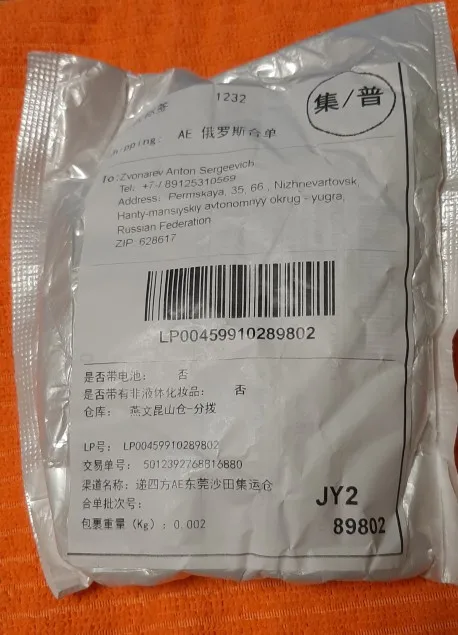 1232
集/普
AE 俄罗斯合单
To: Zvonarev Anton Sergeevich
Tel: +7-/ 89125310569
Address: Permskaya, 35, 66 , Nizhnevartovsk,
Hanty-mansiyskiy avtonomnyy okrug - yugra,
Russian Federation
ZIP: 628617
LP00459910289802
是否带电池: 否
是否带有非液体化妆品: 否
仓库: 燕文昆山仓-分拨
LP号: LP00459910289802
交易单号: 5012392768816880
渠道名称: 递四方AE东莞沙田集运仓
合单批次号:
包裹重量 (Kg) : 0.002
JY2
89802